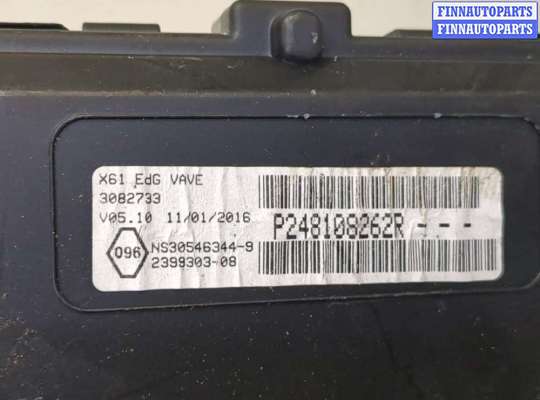 FINNAUTOPARTS
FINNAUTOPARTS
X61 EdG VAVE
3082733
V05.10 11/01/2016
P248108262R - - -
096
NS30546344-9
2399303-08